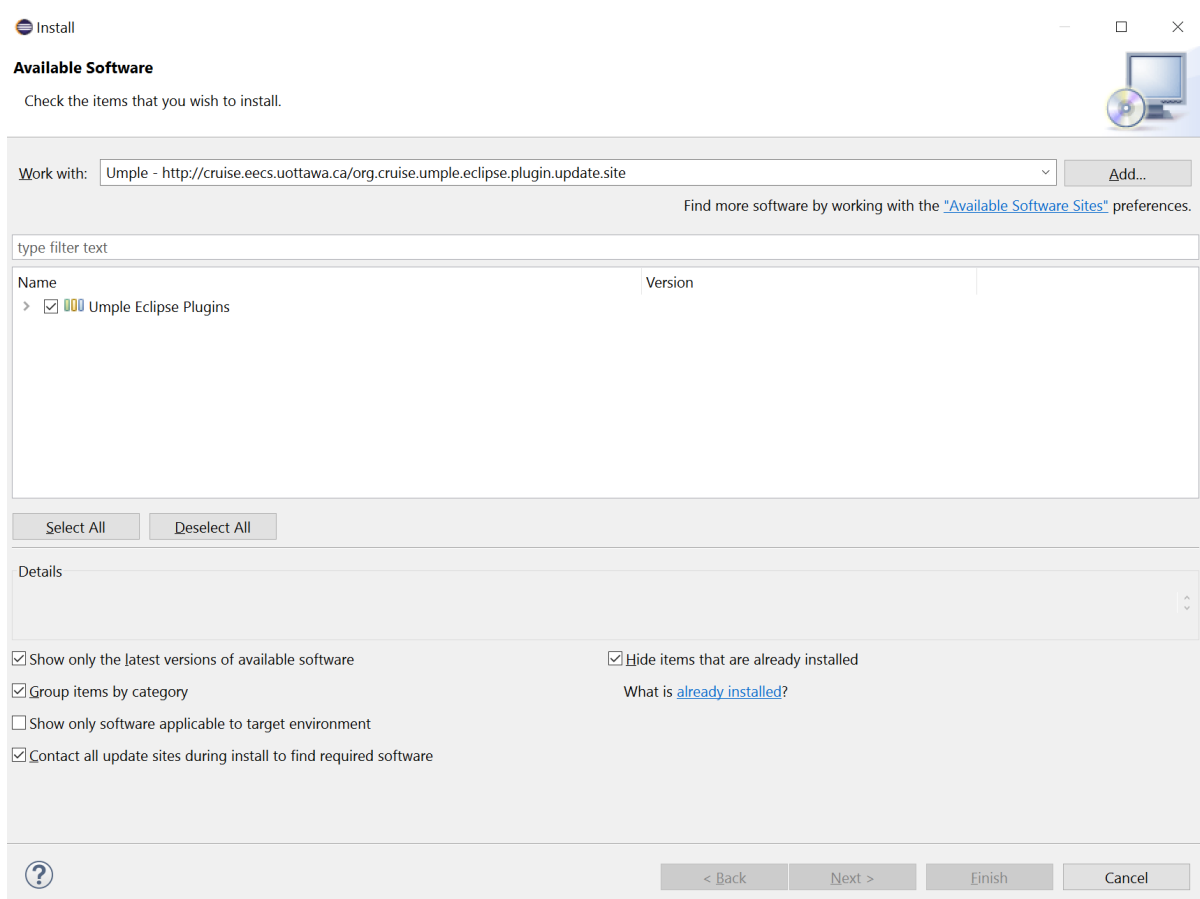 Install
Available Software
Check the items that you wish to install.
Work with: Umple - http://cruise.eecs.uottawa.ca/org.cruise.umple.eclipse.plugin.update.site Add...
Find more software by working with the "Available Software Sites" preferences.
type filter text
Name Version
Umple Eclipse Plugins
Select All Deselect All
Details
Show only the latest versions of available software Hide items that are already installed
Group items by category What is already installed?
Show only software applicable to target environment
Contact all update sites during install to find required software
? < Back Next > Finish Cancel